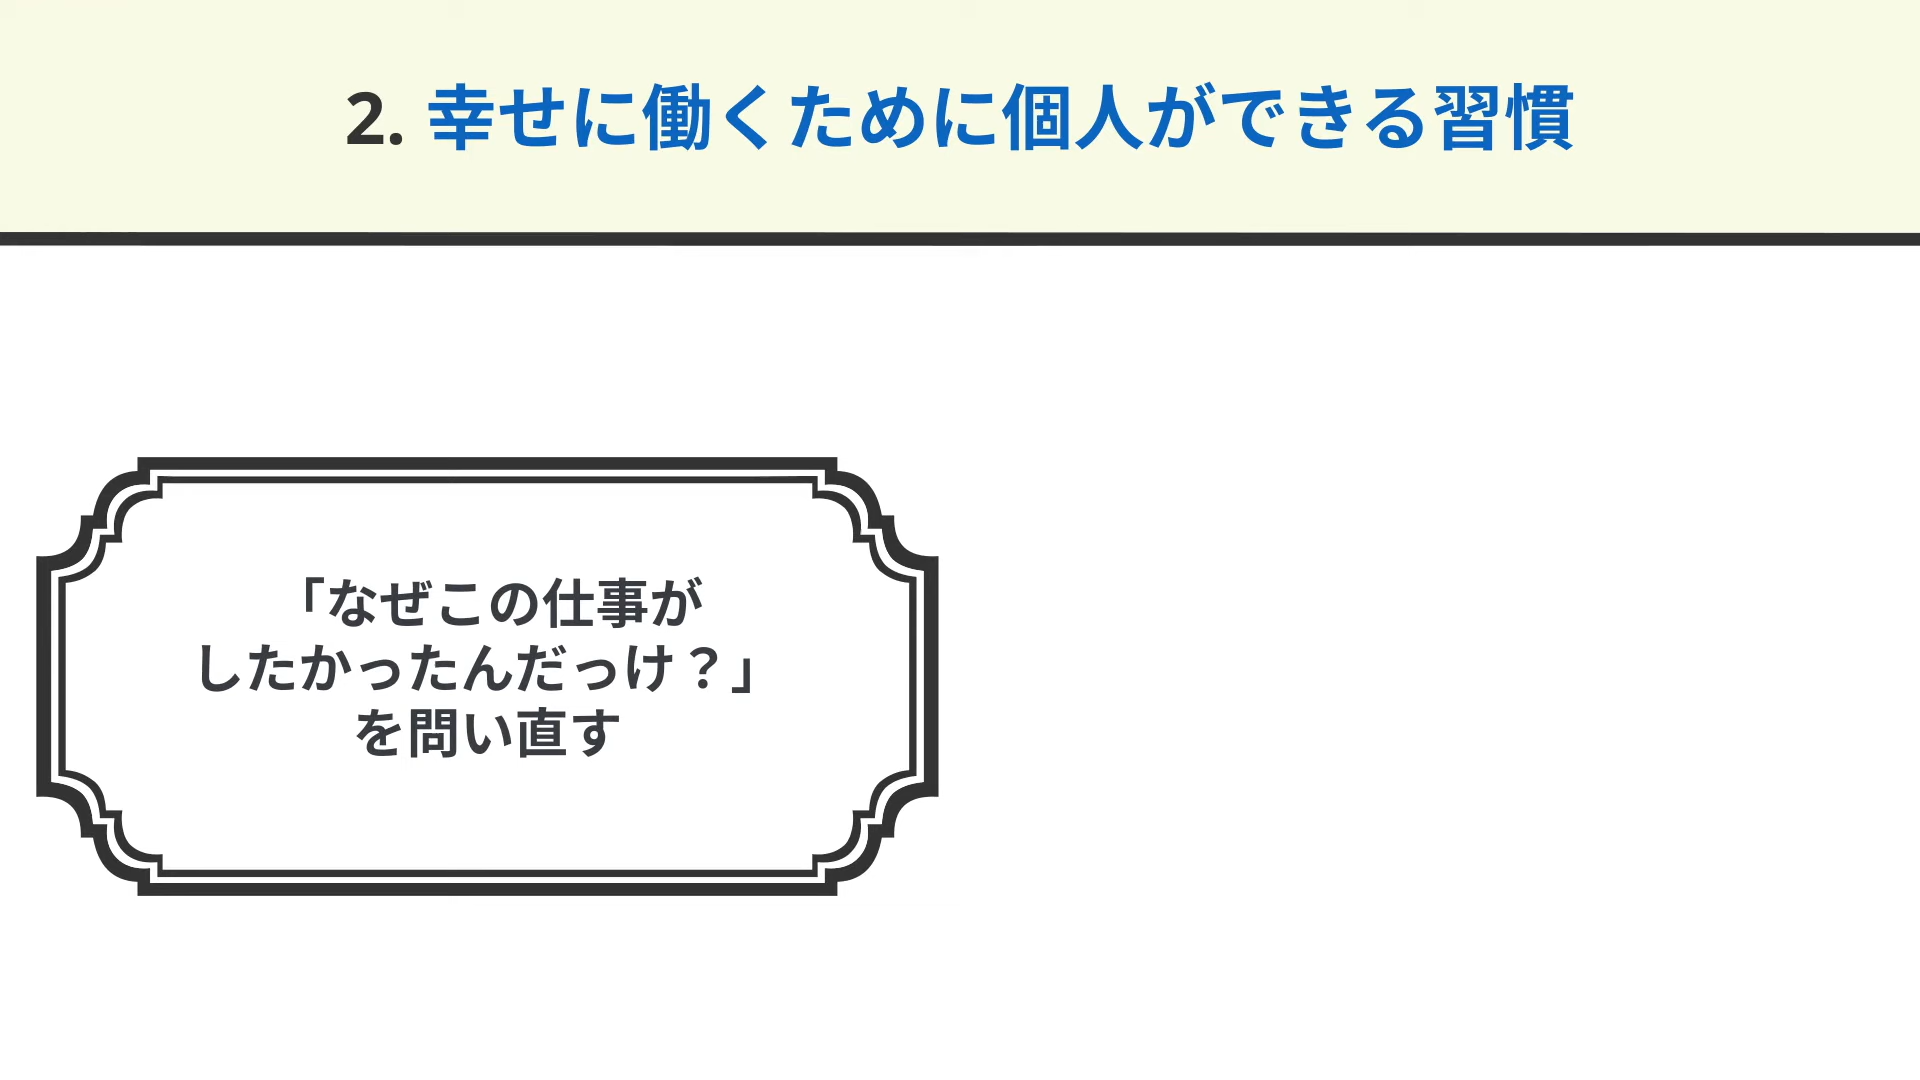 2. 幸せに働くために個人ができる習慣
「なぜこの仕事が
したかったんだっけ？」
を問い直す